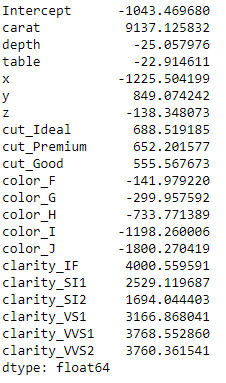 Intercept -1043.469680
carat 9137.125832
depth -25.057976
table -22.914611
x -1225.504199
y 849.074242
z -138.348073
cut_Ideal 688.519185
cut_Premium 652.201577
cut_Good 555.567673
color_F -141.979220
color_G -299.957592
color_H -733.771389
color_I -1198.260006
color_J -1800.270419
clarity_IF 4000.559591
clarity_SI1 2529.119687
clarity_SI2 1694.044403
clarity_VS1 3166.868041
clarity_VVS1 3768.552860
clarity_VVS2 3760.361541
dtype: float64